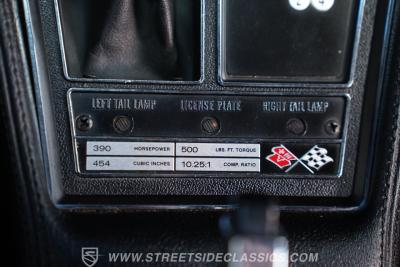 LEFT TAIL LAMP LICENSE PLATE RIGHT TAIL LAMP
390 HORSEPOWER 500 LBS. FT. TORQUE
454 CUBIC INCHES 10.25:1 COMP. RATIO
WWW.STREETSIDECLASSICS.COM